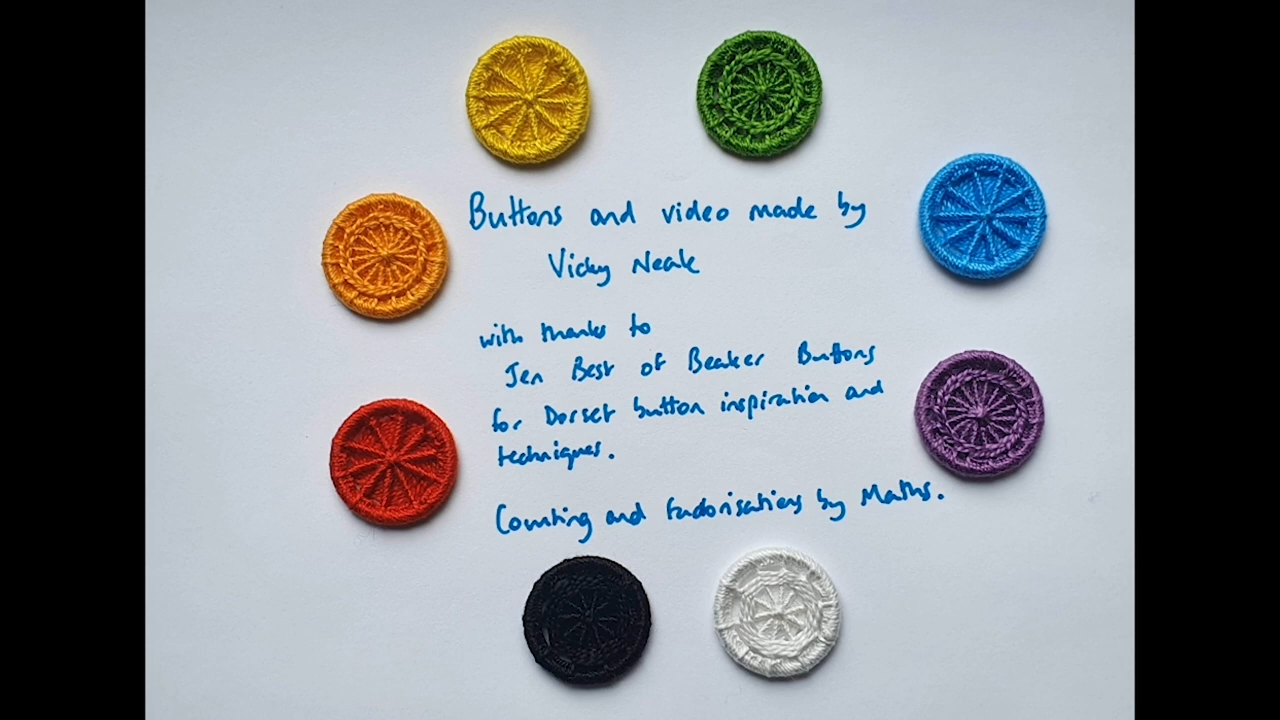 Buttons and video made by
Vicky Neale
with thanks to
Jen Best of Beaker Buttons
for Dorset button inspiration and
techniques.
Counting and factorisations by Maths.